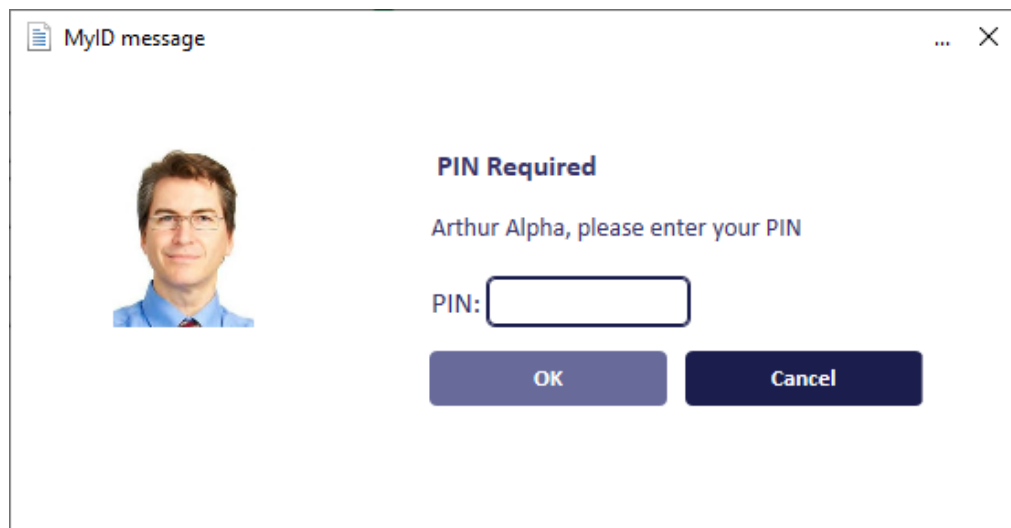 MyID message
...
PIN Required
Arthur Alpha, please enter your PIN
PIN:
OK Cancel